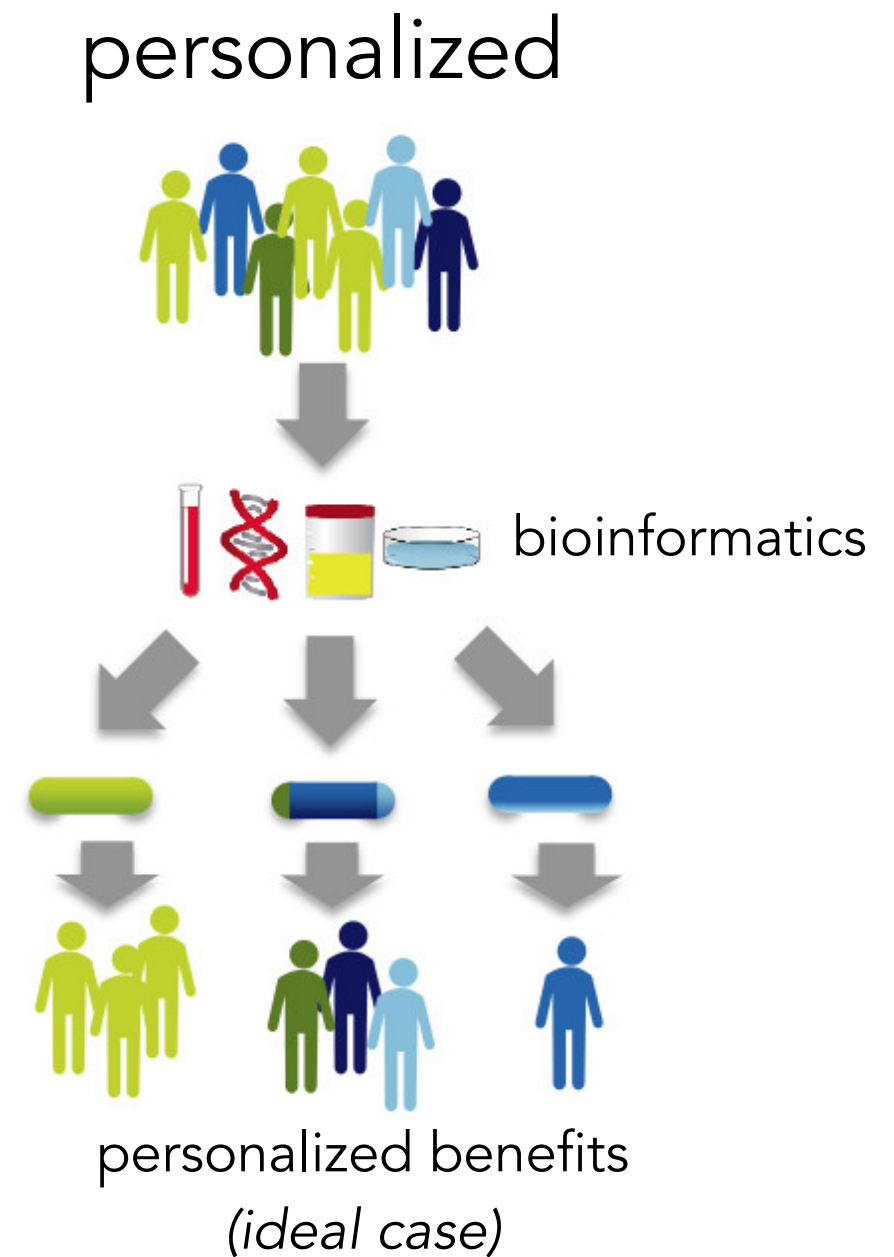 personalized
bioinformatics
personalized benefits
(ideal case)